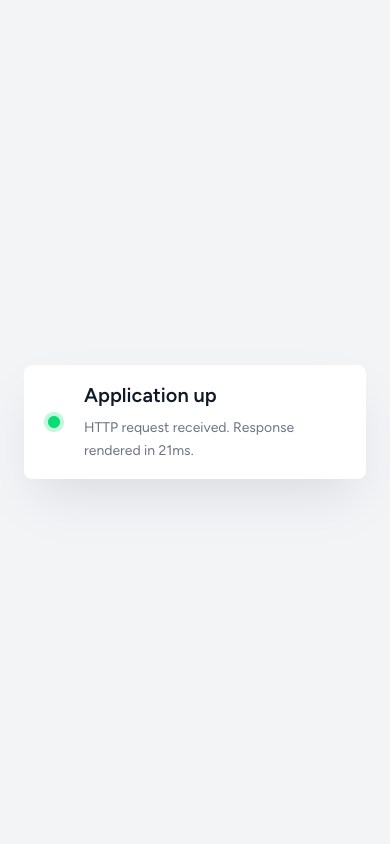 Application up
HTTP request received. Response
rendered in 21ms.